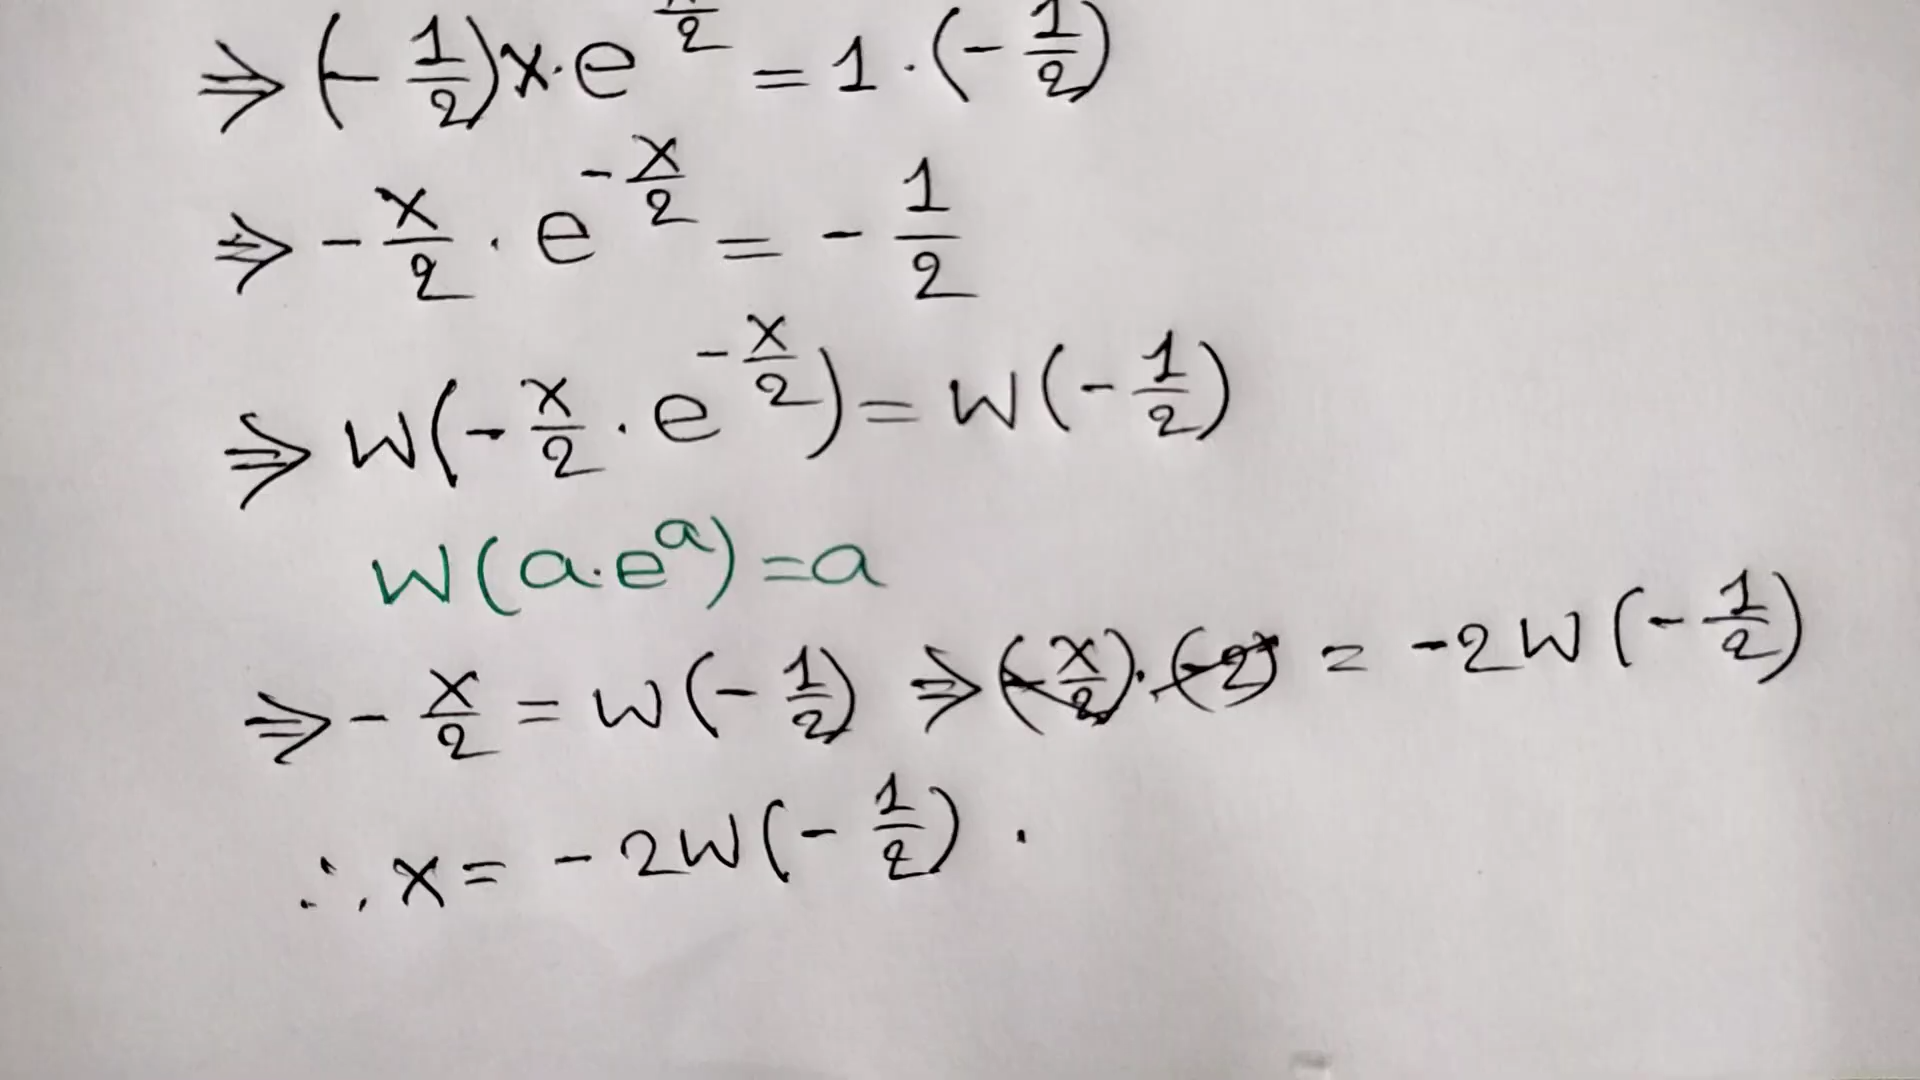 ⇒ (-1/2)x·e^(x/2) = 1·(-1/2)
⇒ -x/2 · e^(-x/2) = -1/2
⇒ W(-x/2 · e^(-x/2)) = W(-1/2)
W(a·e^a) = a
⇒ -x/2 = W(-1/2) ⇒ (-x/2)·(-2) = -2W(-1/2)
∴ x = -2W(-1/2).